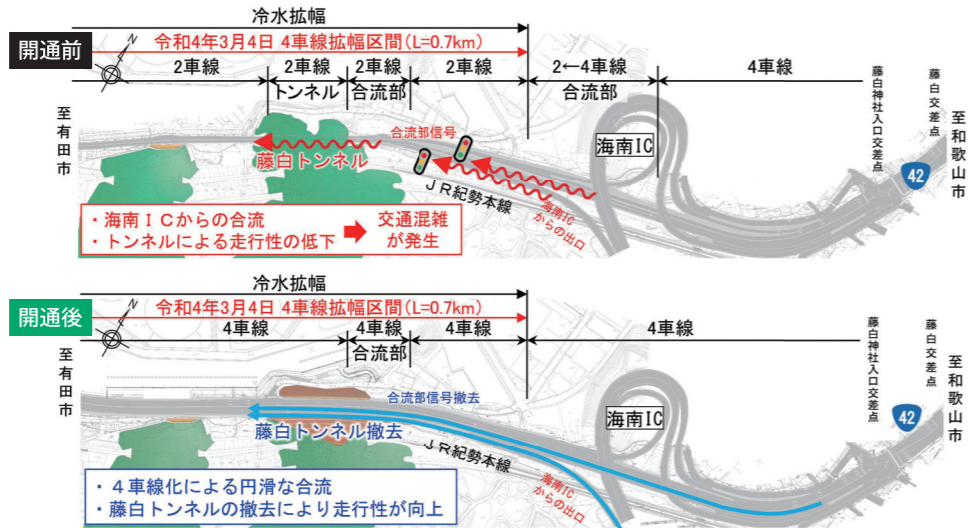 冷水拡幅
開通前
令和4年3月4日 4車線拡幅区間(L=0.7km)
N
2車線
2車線
トンネル
2車線
合流部
2車線
2←4車線
合流部
4車線
至有田市
合流部信号
藤白トンネル
JR紀勢本線
海南IC
からの出口
海南IC
藤白神社入口交差点
藤白交差点
42
至和歌山市
・海南ICからの合流
・トンネルによる走行性の低下
交通混雑
が発生
冷水拡幅
開通後
令和4年3月4日 4車線拡幅区間(L=0.7km)
N
4車線
4車線
合流部
4車線
4車線
至有田市
合流部信号撤去
藤白トンネル撤去
JR紀勢本線
海南IC
からの出口
海南IC
藤白神社入口交差点
藤白交差点
42
至和歌山市
・4車線化による円滑な合流
・藤白トンネルの撤去により走行性が向上